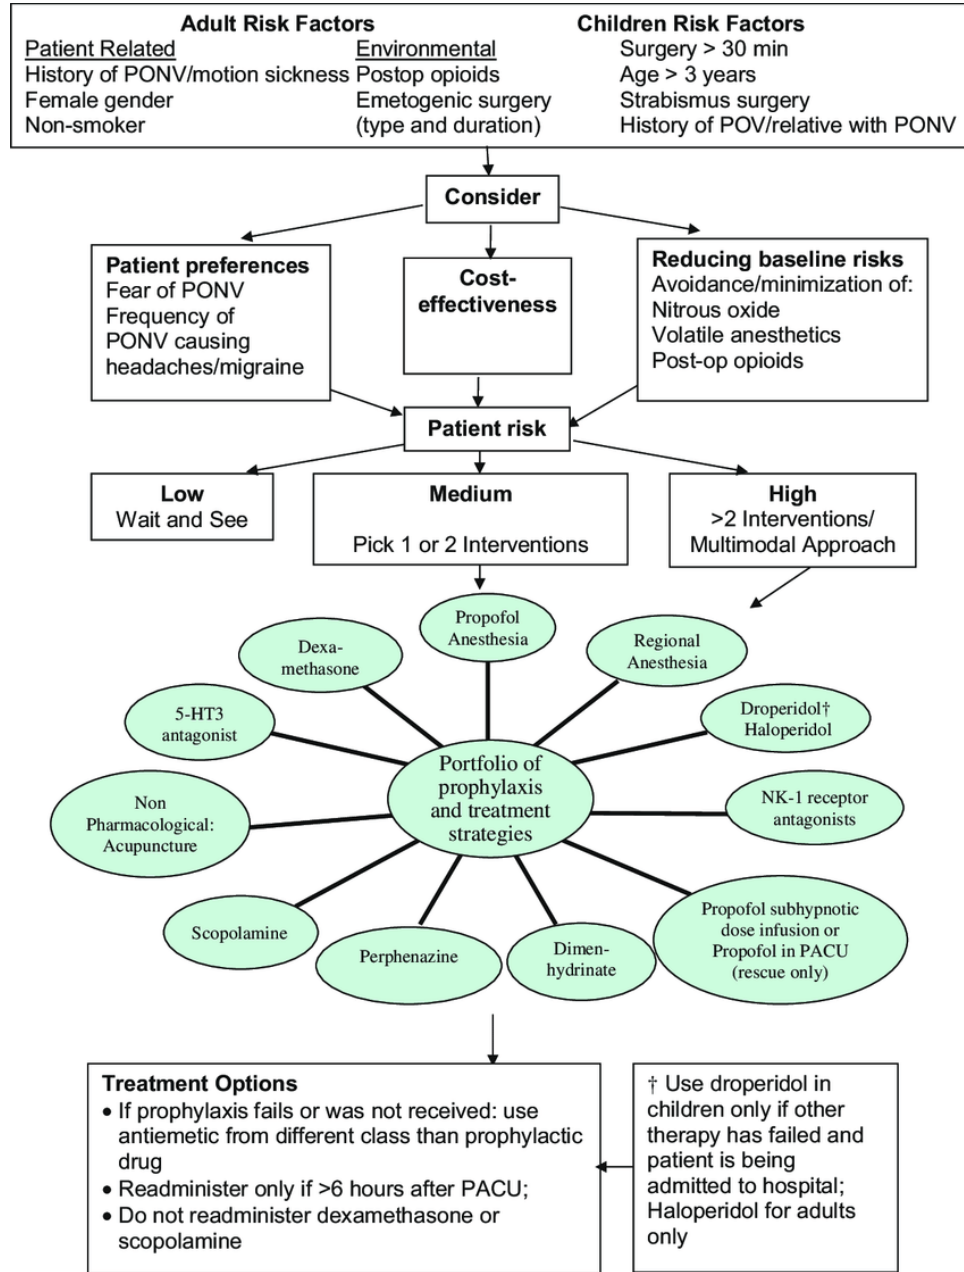 Adult Risk Factors
Children Risk Factors
Patient Related
History of PONV/motion sickness
Female gender
Non-smoker
Environmental
Postop opioids
Emetogenic surgery
(type and duration)
Surgery > 30 min
Age > 3 years
Strabismus surgery
History of POV/relative with PONV
Consider
Patient preferences
Fear of PONV
Frequency of
PONV causing
headaches/migraine
Cost-
effectiveness
Reducing baseline risks
Avoidance/minimization of:
Nitrous oxide
Volatile anesthetics
Post-op opioids
Patient risk
Low
Wait and See
Medium
Pick 1 or 2 Interventions
High
>2 Interventions/
Multimodal Approach
Propofol
Anesthesia
Dexa-
methasone
Regional
Anesthesia
5-HT3
antagonist
Droperidol†
Haloperidol
Portfolio of
prophylaxis
and treatment
strategies
Non
Pharmacological:
Acupuncture
NK-1 receptor
antagonists
Scopolamine
Perphenazine
Dimen-
hydrinate
Propofol subhypnotic
dose infusion or
Propofol in PACU
(rescue only)
Treatment Options
• If prophylaxis fails or was not received: use
antiemetic from different class than prophylactic
drug
• Readminister only if >6 hours after PACU;
• Do not readminister dexamethasone or
scopolamine
† Use droperidol in
children only if other
therapy has failed and
patient is being
admitted to hospital;
Haloperidol for adults
only